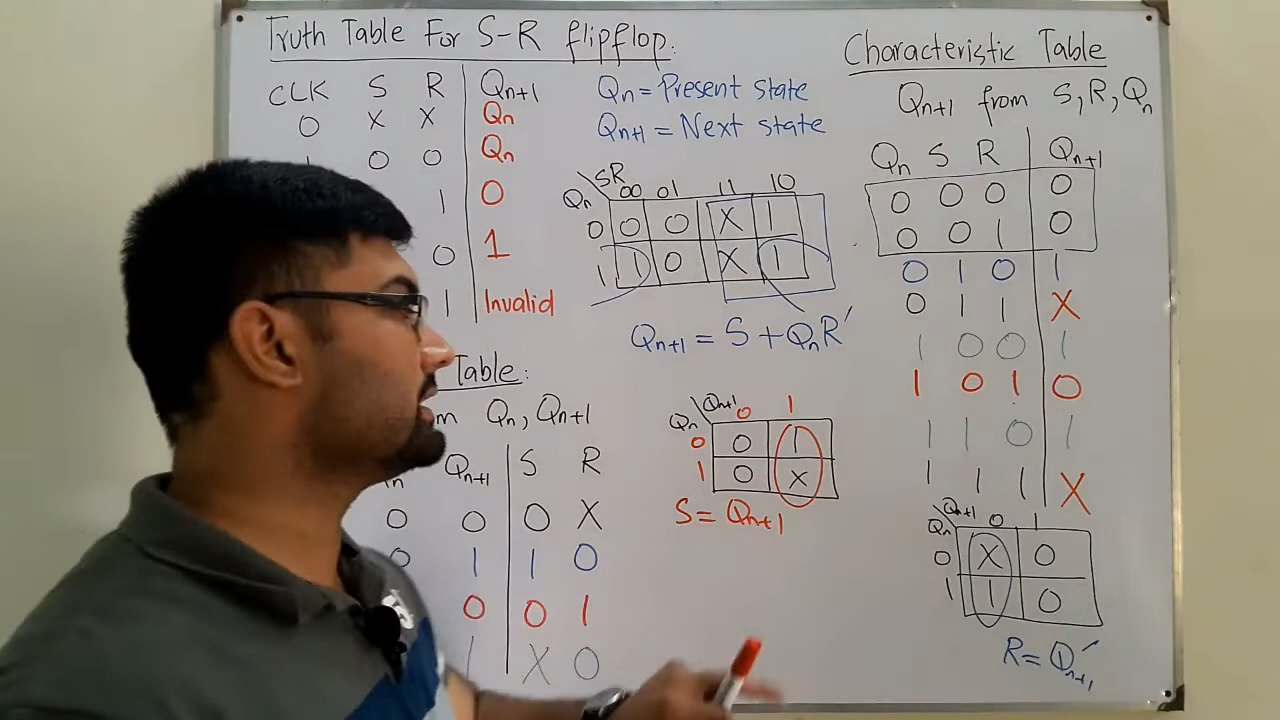 Truth Table For S-R flipflop.
CLK S R Qn+1
0 X X Qn
0 0 Qn
1 0
0 1
1 Invalid
Qn = Present state
Qn+1 = Next state
SR
Qn 00 01 11 10
0 0 0 X 1
1 1 0 X 1
Qn+1 = S + QnR′
Table:
Qn, Qn+1
Qn+1 S R
0 0 0 X
0 1 1 0
0 0 1
1 X 0
Qn+1
Qn 0 1
0 0 1
1 0 X
S = Qn+1
Characteristic Table
Qn+1 from S, R, Qn
Qn S R Qn+1
0 0 0 0
0 0 1 0
0 1 0 1
0 1 1 X
1 0 0 1
1 0 1 0
1 1 0 1
1 1 1 X
Qn+1
Qn 0 1
0 X 0
1 1 0
R = Q′n+1